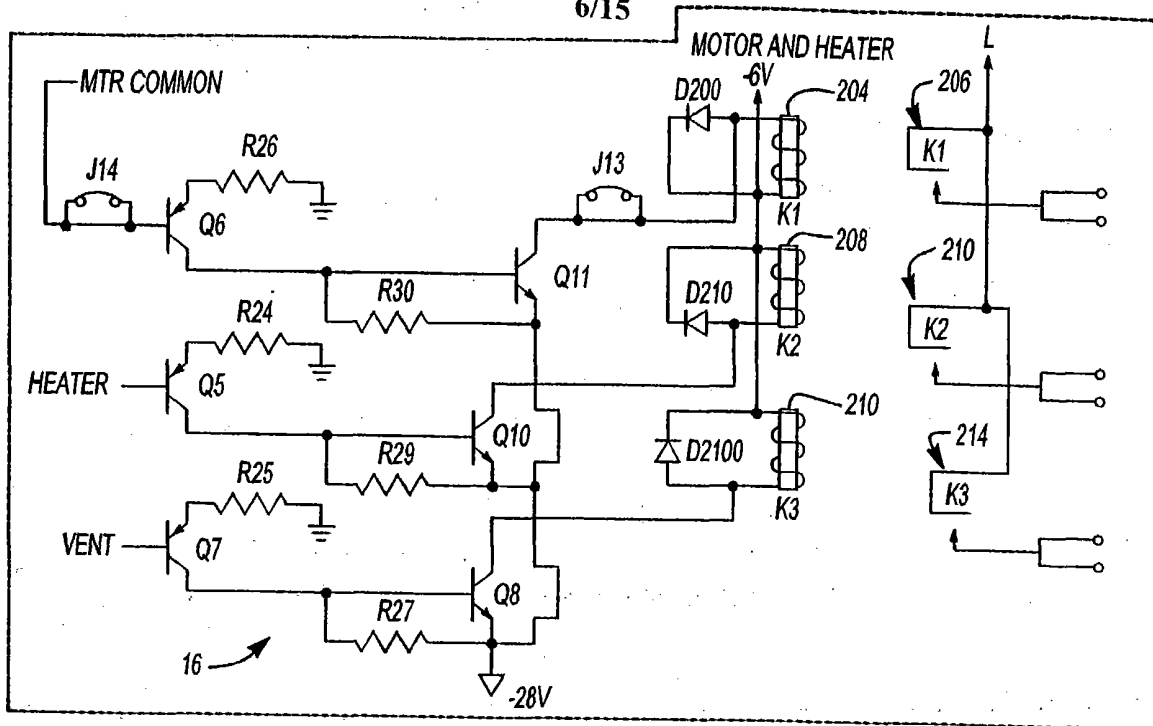 6/15
MOTOR AND HEATER
-6V
L
MTR COMMON
D200
204
206
K1
R26
J14
J13
Q6
K1
208
210
Q11
R30
D210
K2
R24
K2
HEATER
Q5
210
214
Q10
D2100
K3
R29
R25
K3
VENT
Q7
Q8
R27
16
-28V